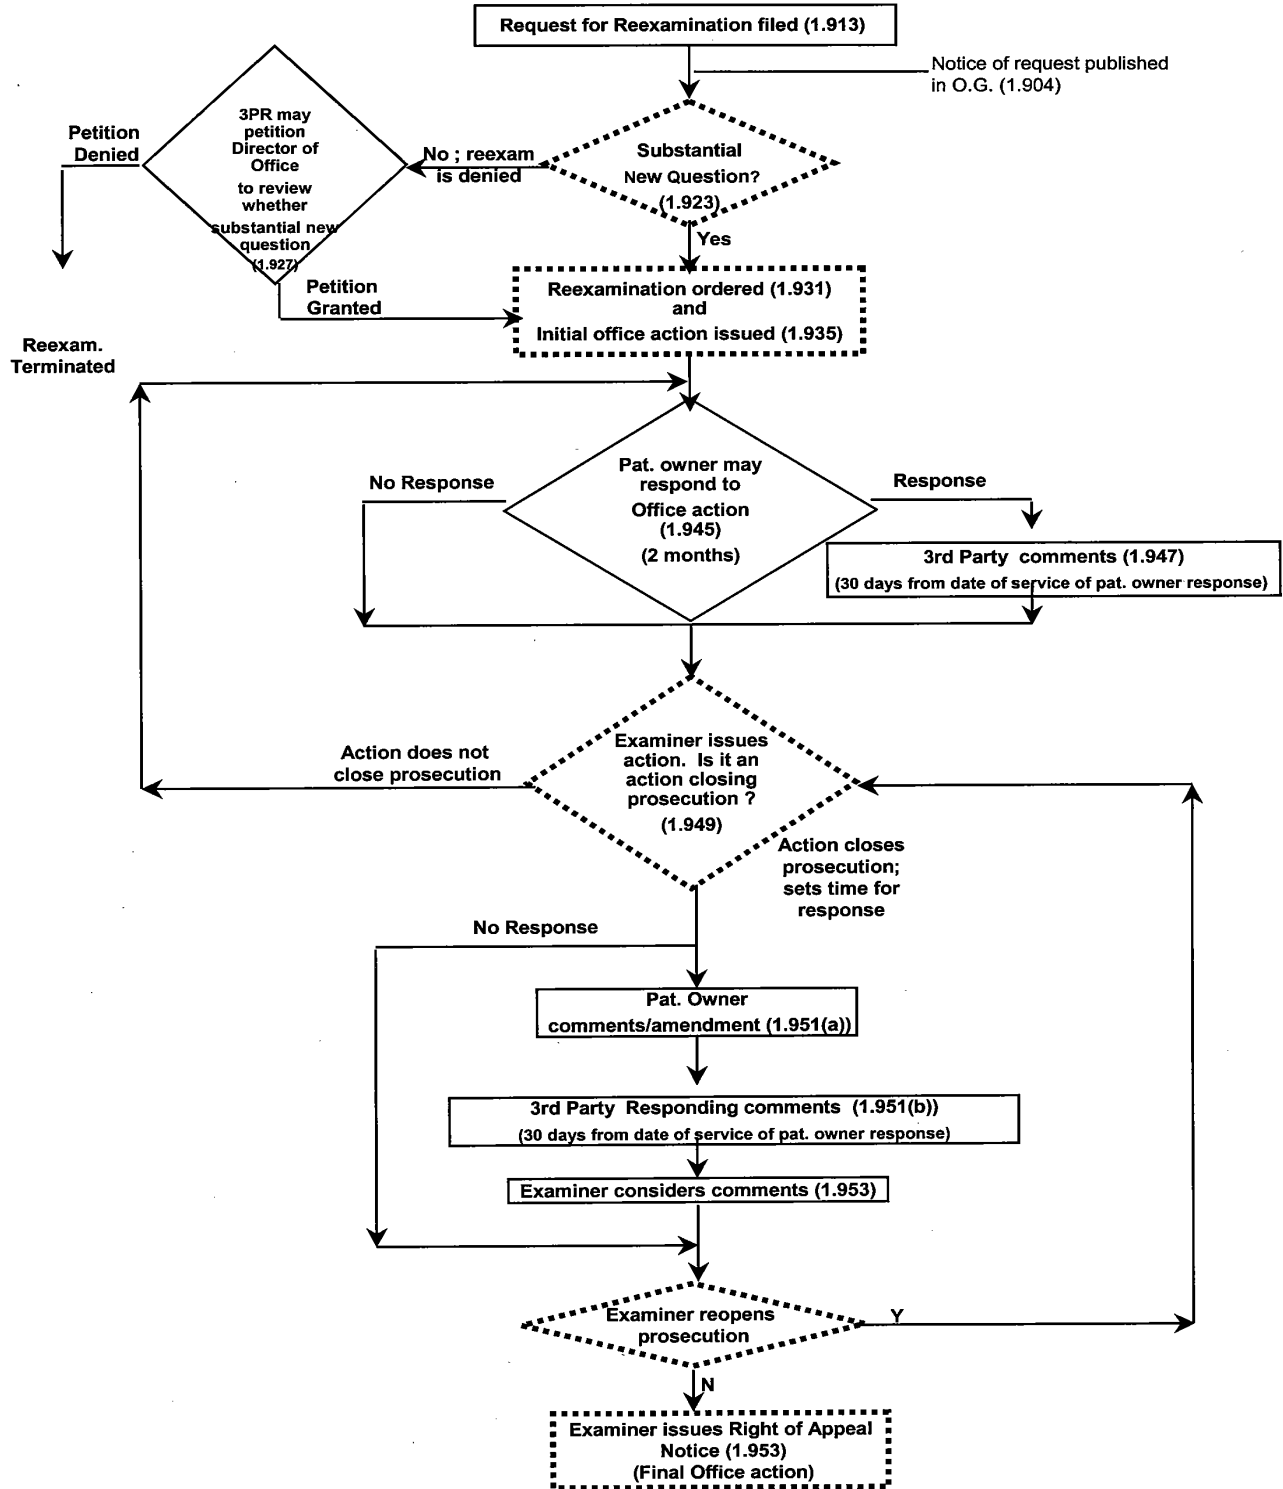 Request for Reexamination filed (1.913)
Notice of request published
in O.G. (1.904)
3PR may
petition
Director of
Office
to review
whether
substantial new
question
(1.927)
Petition
Denied
No ; reexam
is denied
Substantial
New Question?
(1.923)
Yes
Petition
Granted
Reexamination ordered (1.931)
and
Initial office action issued (1.935)
Reexam.
Terminated
No Response
Pat. owner may
respond to
Office action
(1.945)
(2 months)
Response
3rd Party comments (1.947)
(30 days from date of service of pat. owner response)
Action does not
close prosecution
Examiner issues
action. Is it an
action closing
prosecution ?
(1.949)
Action closes
prosecution;
sets time for
response
No Response
Pat. Owner
comments/amendment (1.951(a))
3rd Party Responding comments (1.951(b))
(30 days from date of service of pat. owner response)
Examiner considers comments (1.953)
Examiner reopens
prosecution
Y
N
Examiner issues Right of Appeal
Notice (1.953)
(Final Office action)